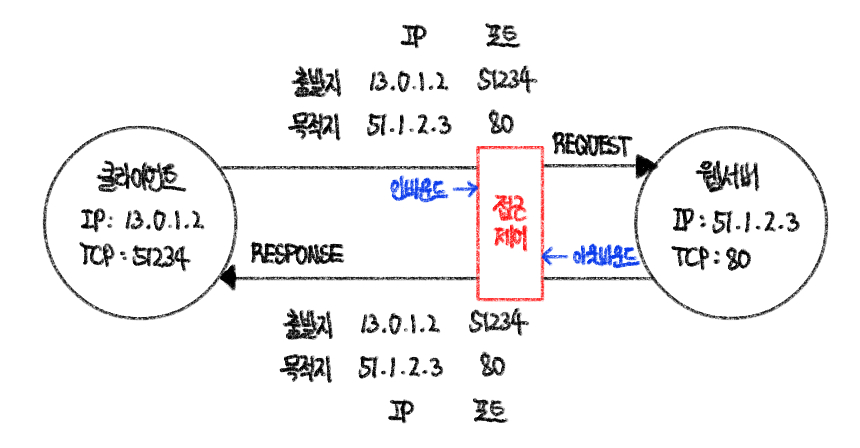 IP 포트
출발지 13.0.1.2 51234
목적지 51.1.2.3 80
REQUEST
클라이언트
IP: 13.0.1.2
TCP: 51234
인바운드 →
접근
제어
← 아웃바운드
웹서버
IP: 51.1.2.3
TCP: 80
RESPONSE
출발지 13.0.1.2 51234
목적지 51.1.2.3 80
IP 포트